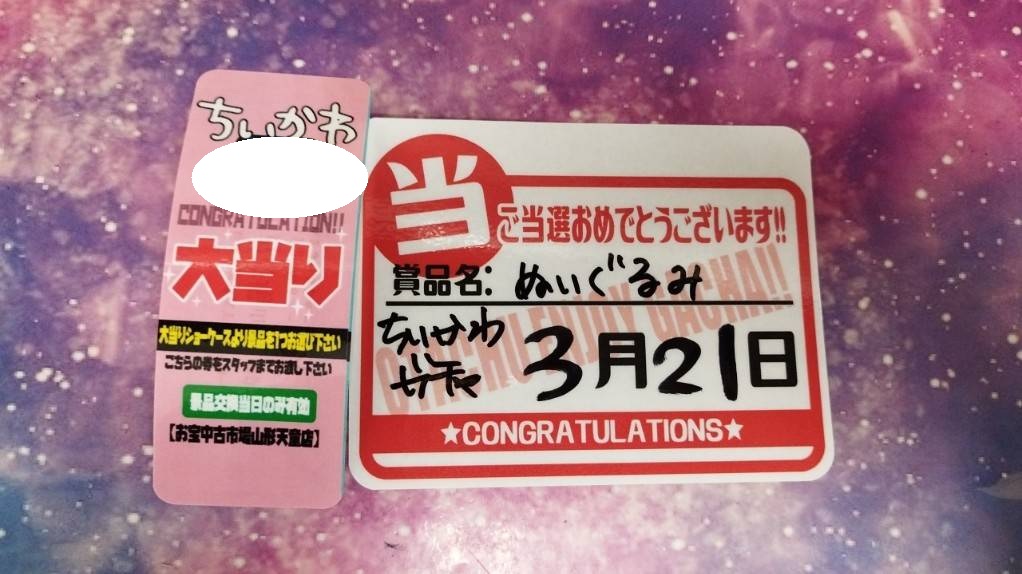 ちいかわ
CONGRATULATION!!
大当り
大当りショーケースより景品を1つお選び下さい
こちらの券をスタッフまでお渡し下さい
景品交換当日のみ有効
【お宝中古市場山形天童店】
当
ご当選おめでとうございます!!
賞品名:ぬいぐるみ
ちいかわ
ガチャ
3月21日
★CONGRATULATIONS★